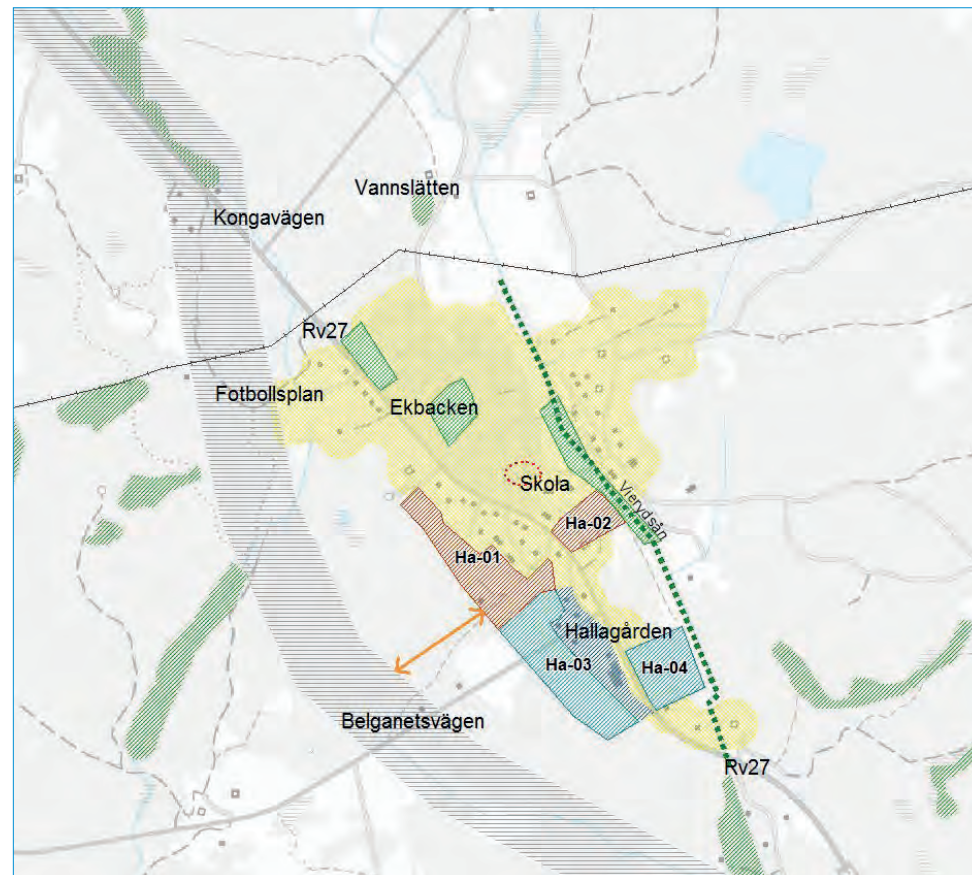 Vannslätten
Kongavägen
Rv27
Fotbollsplan
Ekbacken
Skola
Vierydsån
Ha-02
Ha-01
Hallagården
Ha-03
Ha-04
Belganetsvägen
Rv27